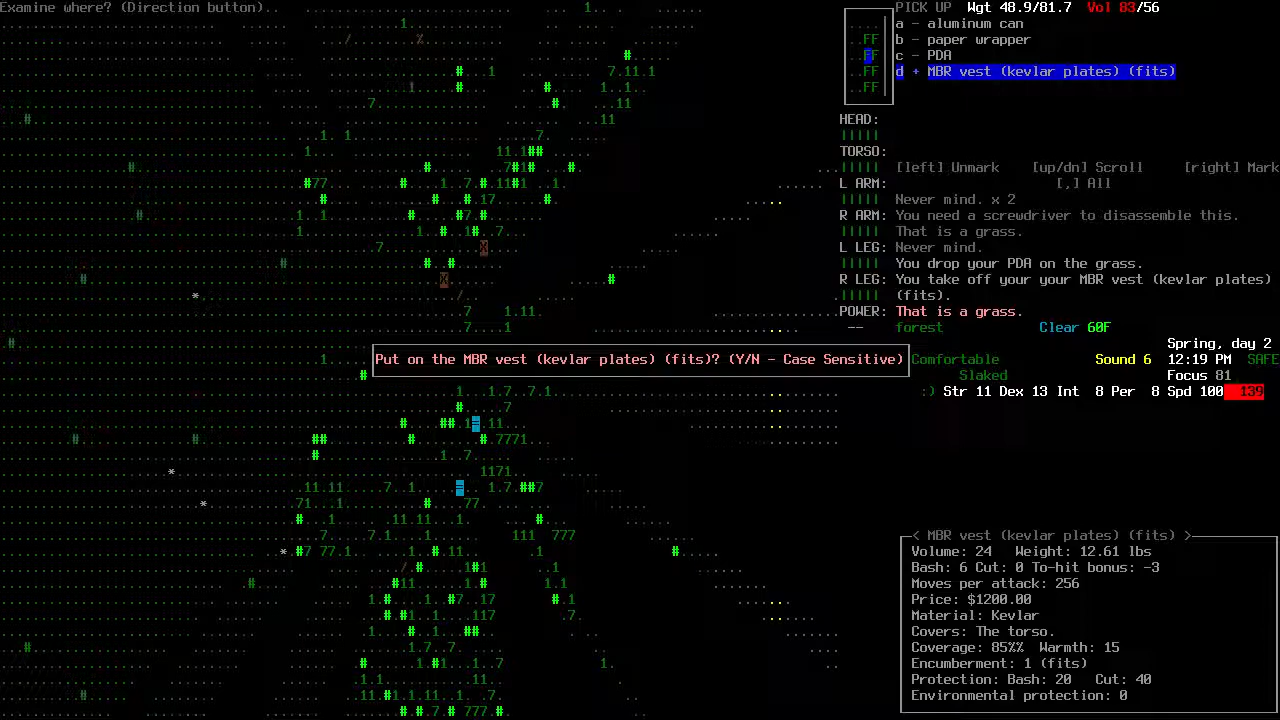 Examine where? (Direction button)
PICK UP  Wgt 48.9/81.7  Vol 83/56
a - aluminum can
b - paper wrapper
c - PDA
d + MBR vest (kevlar plates) (fits)
HEAD:
TORSO:
[left] Unmark    [up/dn] Scroll    [right] Mark
L ARM:    [,] All
Never mind. x 2
R ARM: You need a screwdriver to disassemble this.
That is a grass.
L LEG: Never mind.
You drop your PDA on the grass.
R LEG: You take off your your MBR vest (kevlar plates)
(fits).
POWER: That is a grass.
--    forest    Clear 60F
Spring, day 2
Put on the MBR vest (kevlar plates) (fits)? (Y/N - Case Sensitive)
Comfortable    Sound 6    12:19 PM  SAFE
Slaked    Focus 81
:) Str 11 Dex 13 Int  8 Per  8 Spd 100  139
< MBR vest (kevlar plates) (fits) >
Volume: 24   Weight: 12.61 lbs
Bash: 6 Cut: 0 To-hit bonus: -3
Moves per attack: 256
Price: $1200.00
Material: Kevlar
Covers: The torso.
Coverage: 85%%  Warmth: 15
Encumberment: 1 (fits)
Protection: Bash: 20   Cut: 40
Environmental protection: 0